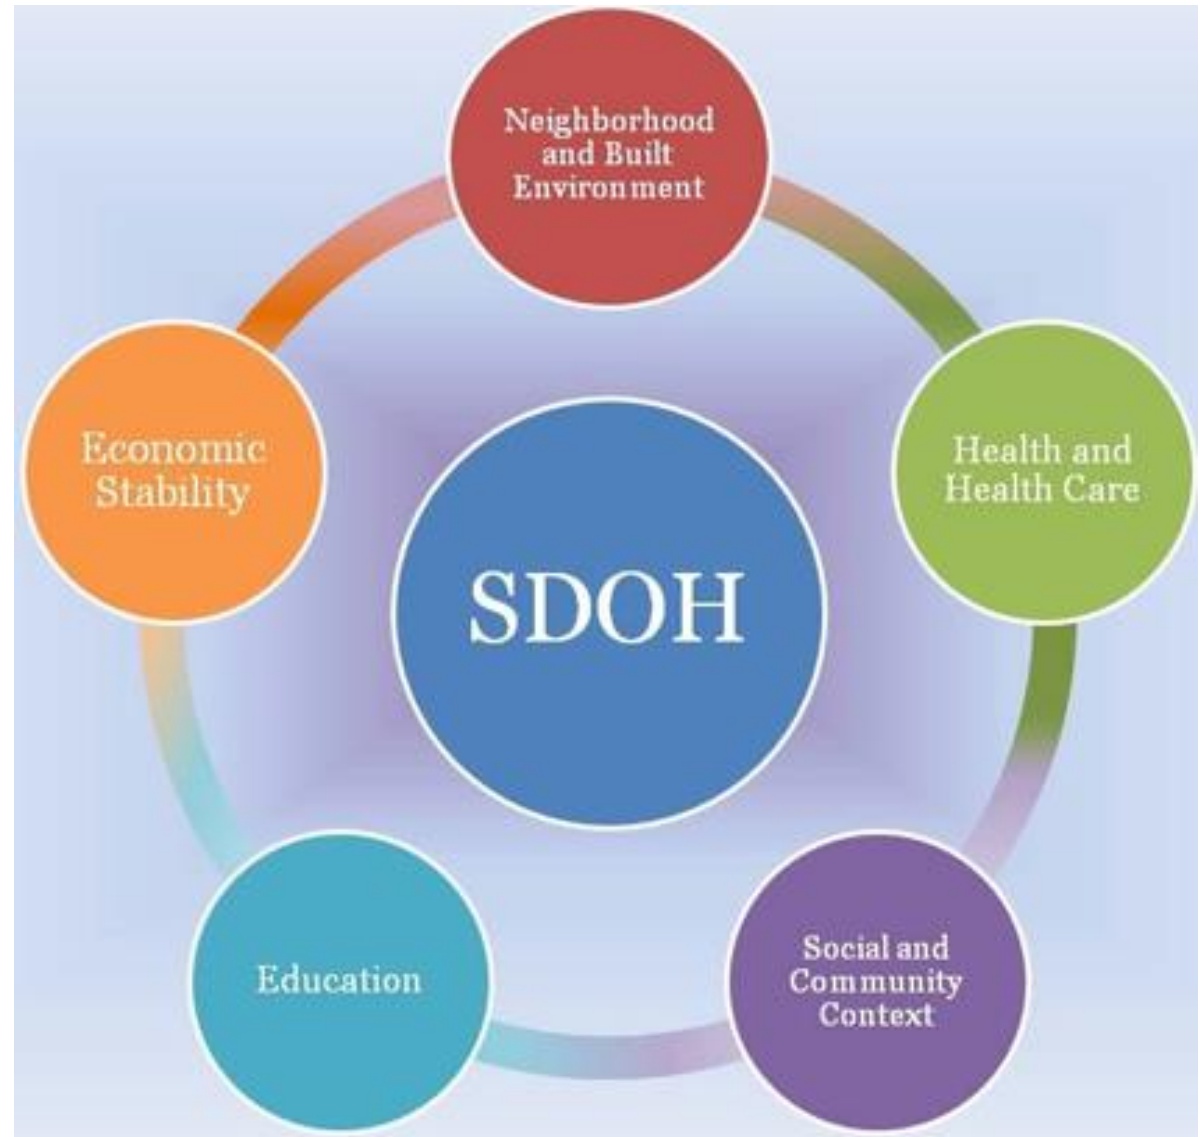 Neighborhood
and Built
Environment
Economic
Stability
Health and
Health Care
SDOH
Education
Social and
Community
Context